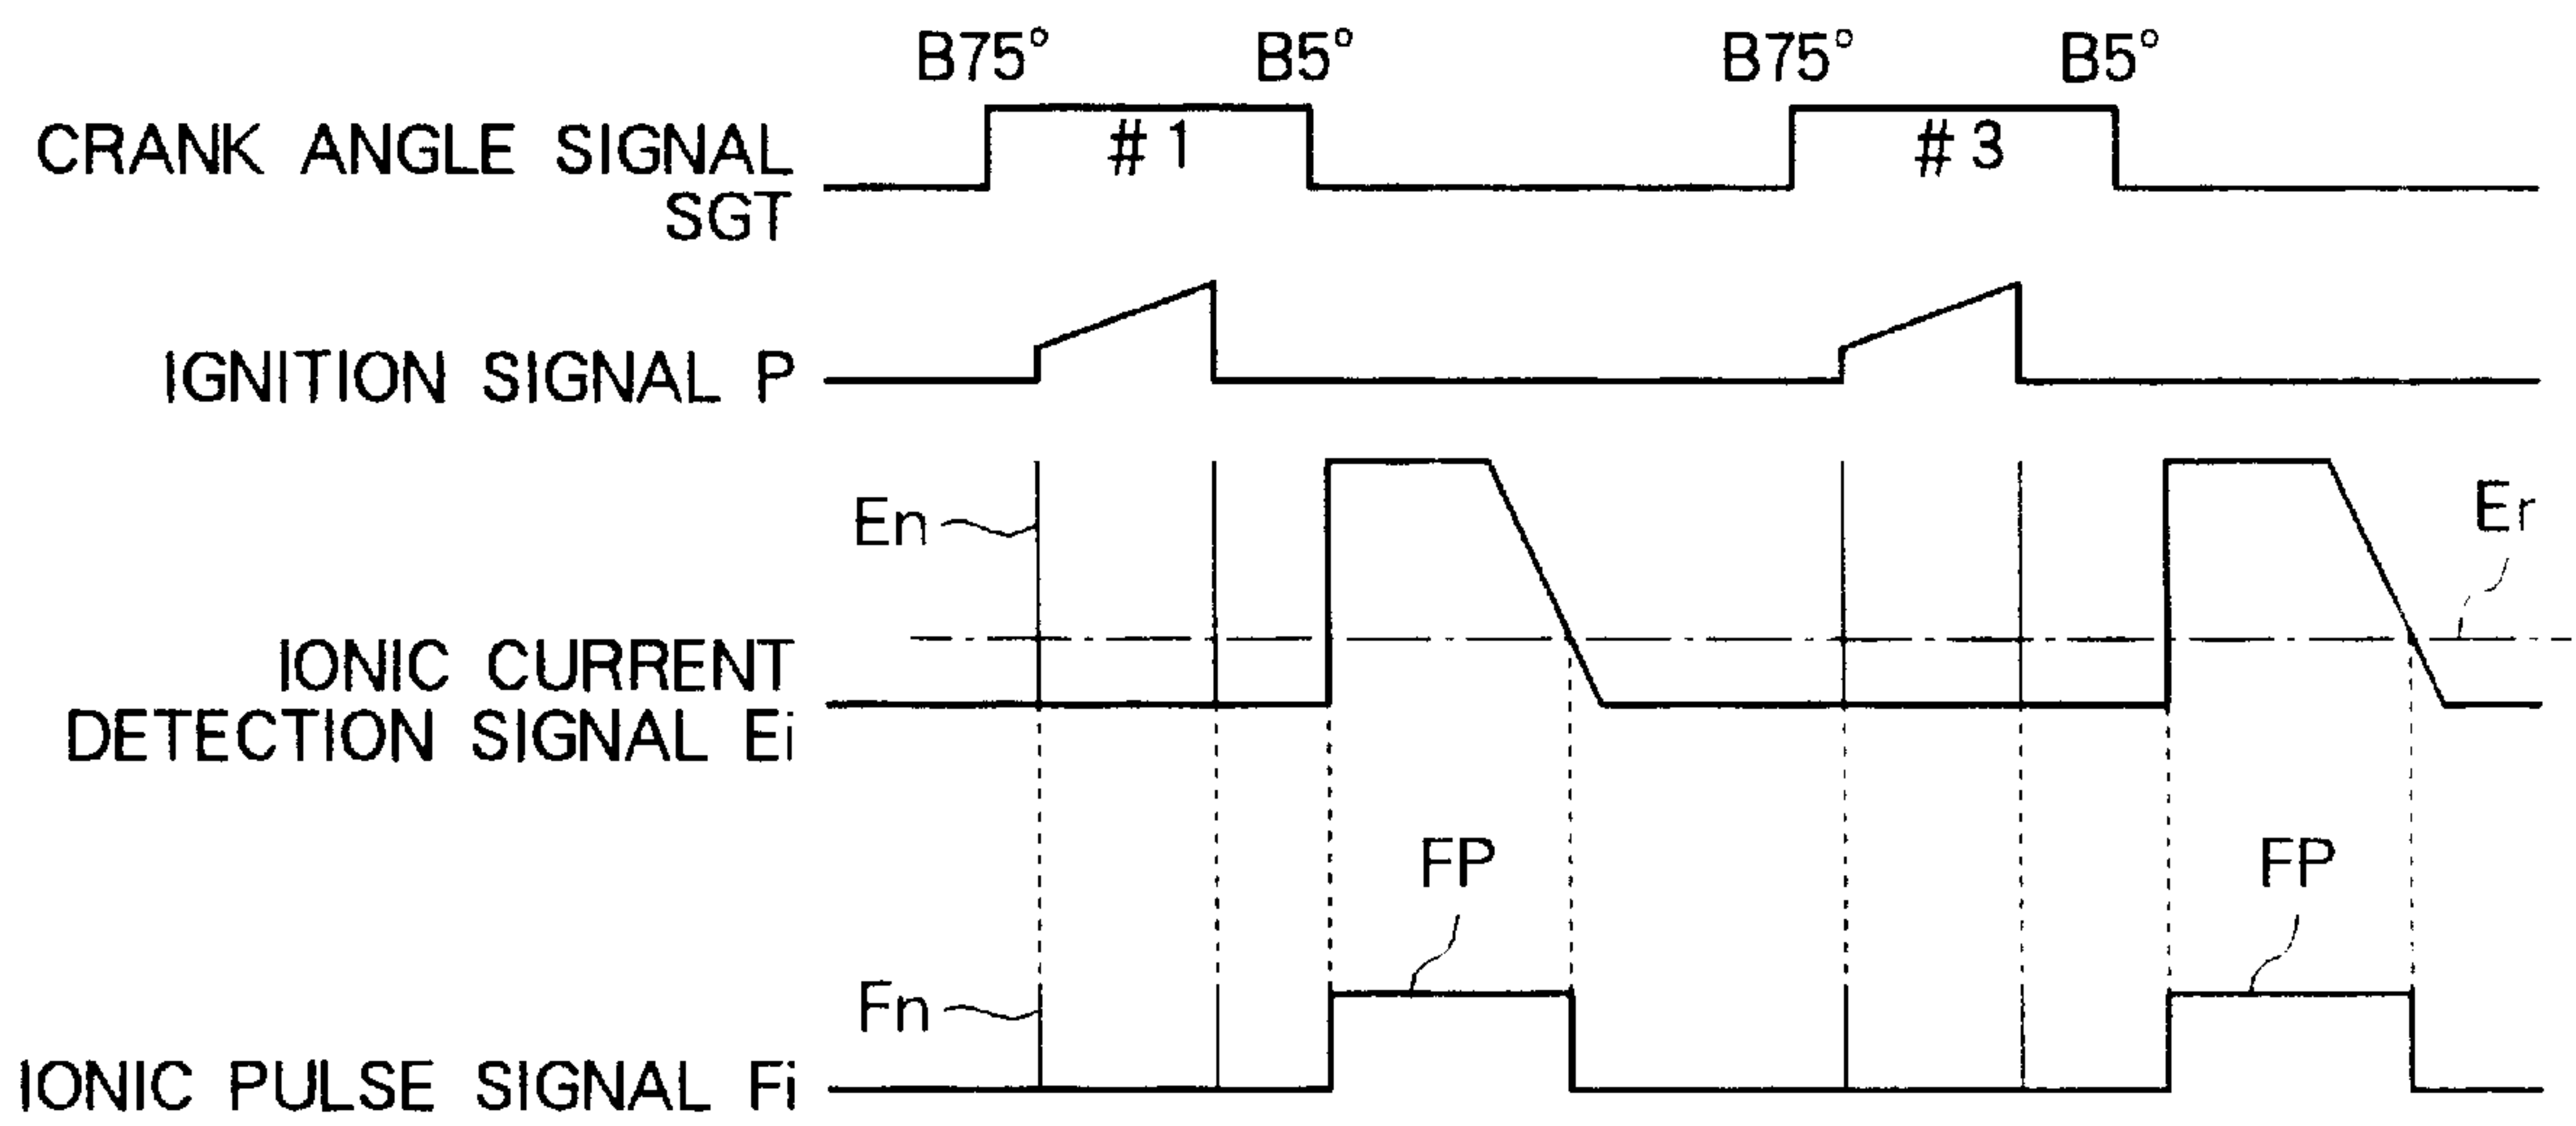 B75° B5° B75° B5°
CRANK ANGLE SIGNAL
SGT
#1 #3
IGNITION SIGNAL P
En
Er
IONIC CURRENT
DETECTION SIGNAL Ei
FP FP
Fn
IONIC PULSE SIGNAL Fi